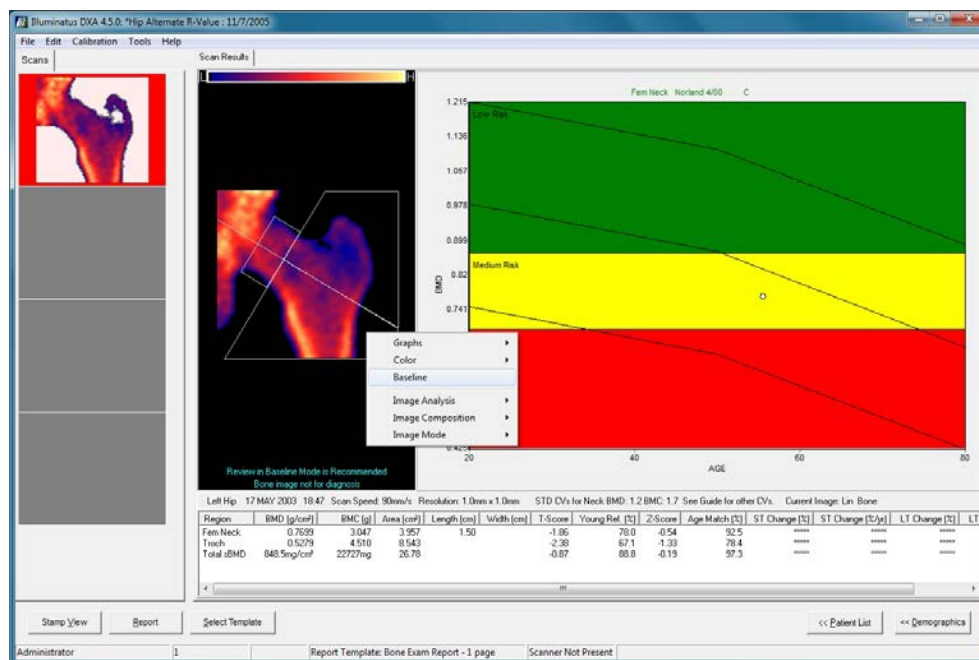 Illuminatus DXA 4.5.0: *Hip Alternate R-Value : 11/7/2005
File Edit Calibration Tools Help
Scans
Scan Results
L H
Fem Neck Norland 4/00 C
1.215
Low Risk
1.136
1.057
0.978
0.899
Medium Risk
0.82
BMD
0.741
0.425
20 40 60 80
AGE
Graphs
Color
Baseline
Image Analysis
Image Composition
Image Mode
Review in Baseline Mode is Recommended
Bone image not for diagnosis
Left Hip 17 MAY 2003 18:47 Scan Speed: 90mm/s Resolution: 1.0mm x 1.0mm STD CVs for Neck BMD: 1.2 BMC: 1.7 See Guide for other CVs. Current Image: Lin Bone
Region BMD (g/cm²) BMC (g) Area (cm²) Length (cm) Width (cm) T-Score Young Rel. (%) Z-Score Age Match (%) ST Change (%) ST Change (%/yr) LT Change (%) LT
Fem Neck 0.7699 3.047 3.957 1.50 -1.86 78.0 -0.54 92.5 ***** ***** *****
Troch 0.5279 4.510 8.543 -2.38 67.1 -1.33 78.4 ***** ***** *****
Total sBMD 848.5mg/cm² 22727mg 26.78 -0.87 88.8 -0.19 97.3 ***** ***** *****
Stamp View Report Select Template << Patient List << Demographics
Administrator 1 Report Template: Bone Exam Report - 1 page Scanner Not Present